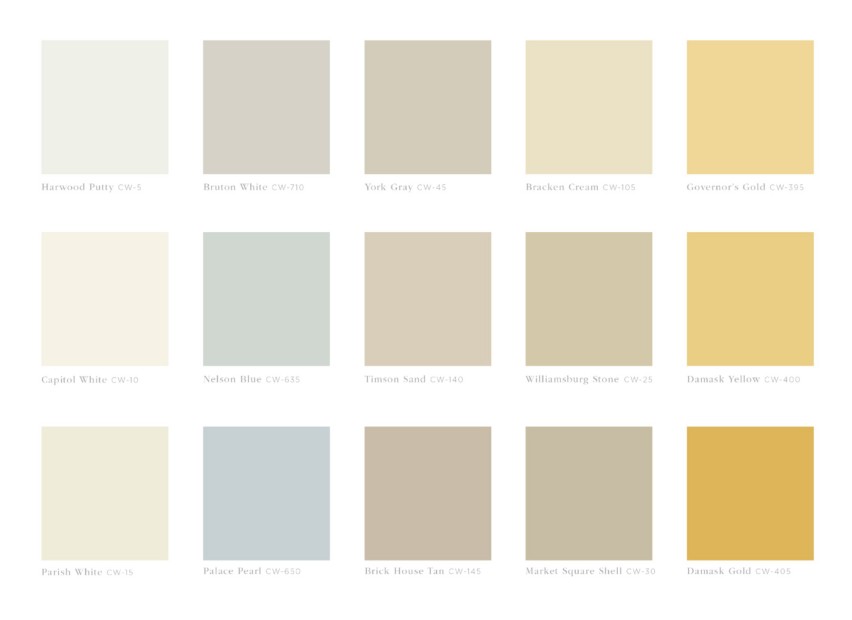 Harwood Putty CW-5
Bruton White CW-710
York Gray CW-45
Bracken Cream CW-105
Governor's Gold CW-395
Capitol White CW-10
Nelson Blue CW-635
Timson Sand CW-140
Williamsburg Stone CW-25
Damask Yellow CW-400
Parish White CW-15
Palace Pearl CW-650
Brick House Tan CW-145
Market Square Shell CW-30
Damask Gold CW-405